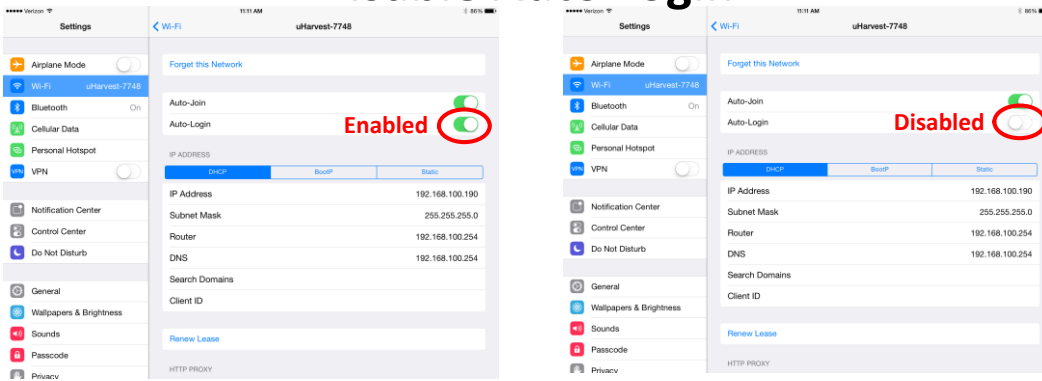 Verizon 11:11 AM 86%
Settings
Wi-Fi uHarvest-7748
Airplane Mode
Wi-Fi uHarvest-7748
Bluetooth On
Cellular Data
Personal Hotspot
VPN VPN
Notification Center
Control Center
Do Not Disturb
General
Wallpapers & Brightness
Sounds
Passcode
Privacy
Forget this Network
Auto-Join
Auto-Login Enabled
IP ADDRESS
DHCP BootP Static
IP Address 192.168.100.190
Subnet Mask 255.255.255.0
Router 192.168.100.254
DNS 192.168.100.254
Search Domains
Client ID
Renew Lease
HTTP PROXY
Verizon 11:11 AM 86%
Settings
Wi-Fi uHarvest-7748
Airplane Mode
Wi-Fi uHarvest-7748
Bluetooth On
Cellular Data
Personal Hotspot
VPN VPN
Notification Center
Control Center
Do Not Disturb
General
Wallpapers & Brightness
Sounds
Passcode
Privacy
Forget this Network
Auto-Join
Auto-Login Disabled
IP ADDRESS
DHCP BootP Static
IP Address 192.168.100.190
Subnet Mask 255.255.255.0
Router 192.168.100.254
DNS 192.168.100.254
Search Domains
Client ID
Renew Lease
HTTP PROXY